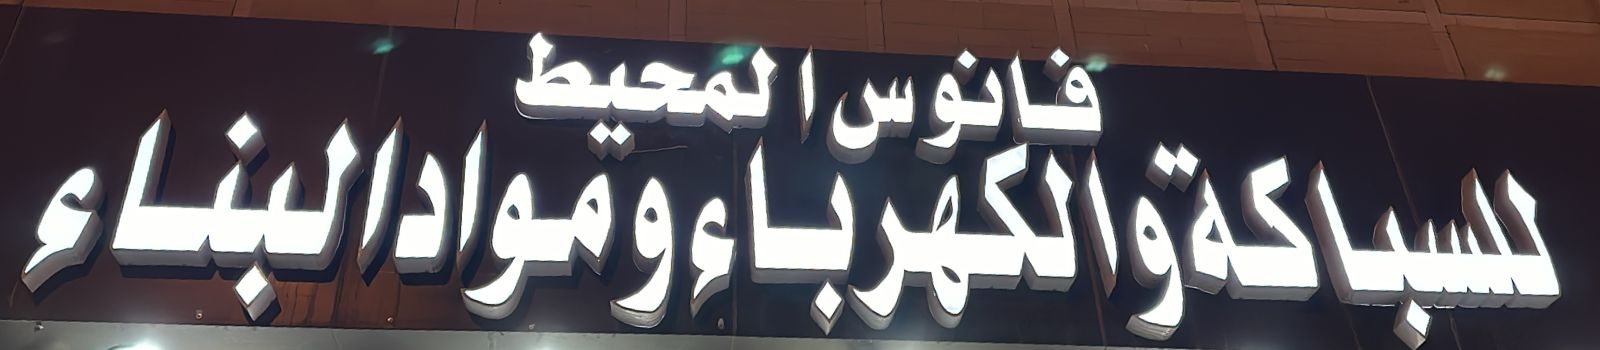 فانوس المحيط
للسباكة والكهرباء ومواد البناء